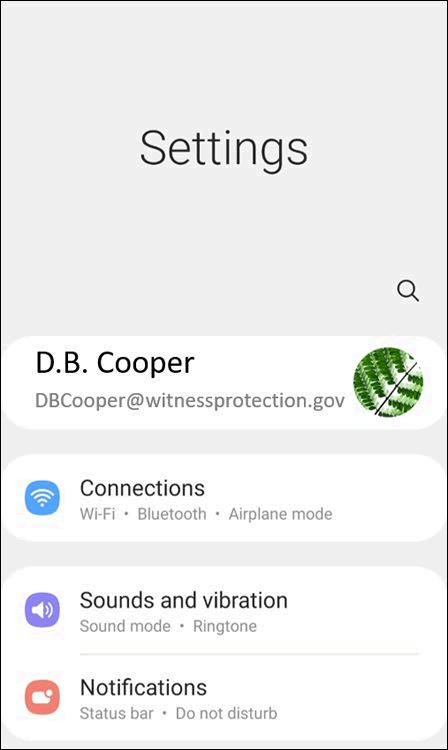 Settings
D.B. Cooper
DBCooper@witnessprotection.gov
Connections
Wi-Fi • Bluetooth • Airplane mode
Sounds and vibration
Sound mode • Ringtone
Notifications
Status bar • Do not disturb